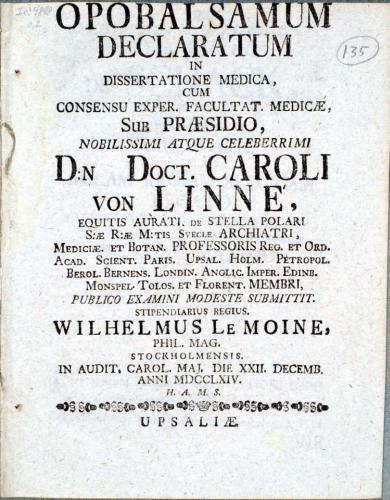 OPOBALSAMUM
DECLARATUM
IN
135
DISSERTATIONE MEDICA,
CUM
CONSENSU EXPER. FACULTAT. MEDICÆ,
SUB PRÆSIDIO,
NOBILISSIMI ATQUE CELEBERRIMI
D:N DOCT. CAROLI
VON LINNÉ,
EQUITIS AURATI. DE STELLA POLARI
S:Æ R:Æ M:TIS SVECIÆ ARCHIATRI,
MEDICIÆ. ET BOTAN. PROFESSORIS REG. ET ORD.
ACAD. SCIENT. PARIS. UPSAL. HOLM. PETROPOL.
BEROL. BERNENS. LONDIN. ANGLIC. IMPER. EDINB.
MONSPEL. TOLOS. ET FLORENT. MEMBRI,
PUBLICO EXAMINI MODESTE SUBMITTIT.
STIPENDIARIUS REGIUS.
WILHELMUS LE MOINE,
PHIL. MAG.
STOCKHOLMENSIS.
IN AUDIT. CAROL. MAJ. DIE XXII. DECEMB.
ANNI MDCCLXIV.
H. A. M. S.
UPSALIÆ.